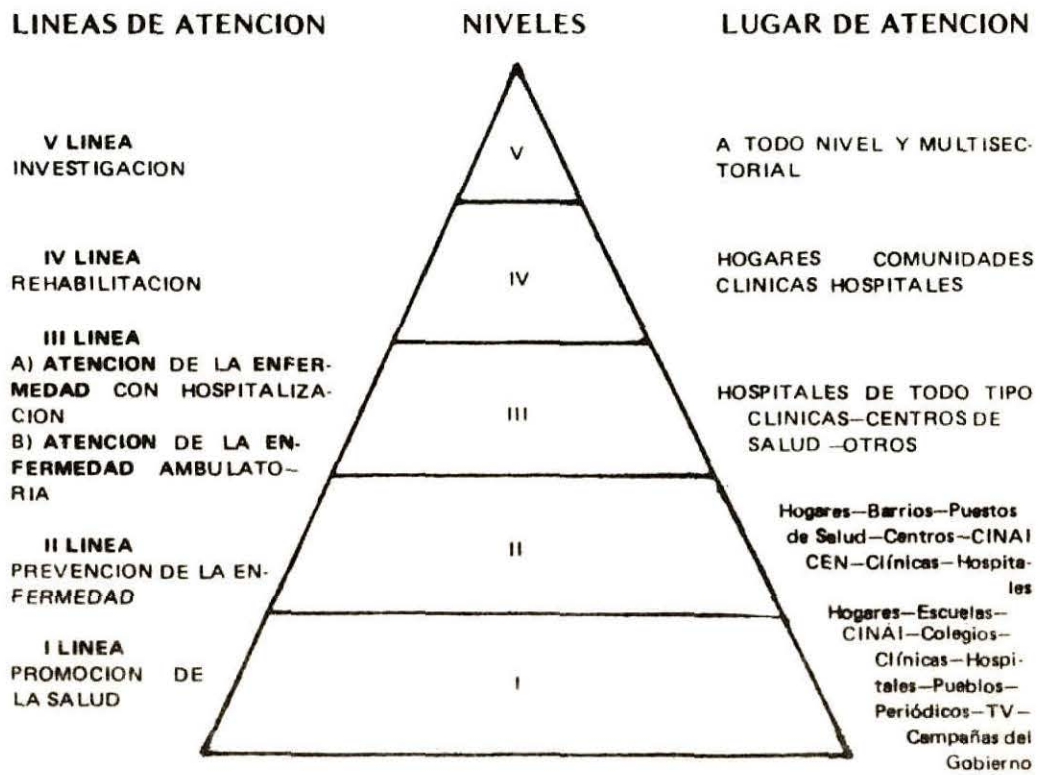 LINEAS DE ATENCION
NIVELES
LUGAR DE ATENCION
V LINEA
INVESTIGACION
V
A TODO NIVEL Y MULTISEC-
TORIAL
IV LINEA
REHABILITACION
IV
HOGARES COMUNIDADES
CLINICAS HOSPITALES
III LINEA
A) ATENCION DE LA ENFER-
MEDAD CON HOSPITALIZA-
CION
B) ATENCION DE LA EN-
FERMEDAD AMBULATO-
RIA
III
HOSPITALES DE TODO TIPO
CLINICAS—CENTROS DE
SALUD —OTROS
II LINEA
PREVENCION DE LA EN-
FERMEDAD
II
Hogares—Barrios—Puestos
de Salud—Centros—CINAI
CEN—Clínicas—Hospita-
les
I LINEA
PROMOCION DE
LA SALUD
I
Hogares—Escuelas—
CINAI—Colegios—
Clínicas—Hospi-
tales—Pueblos—
Periódicos—TV—
Campañas del
Gobierno